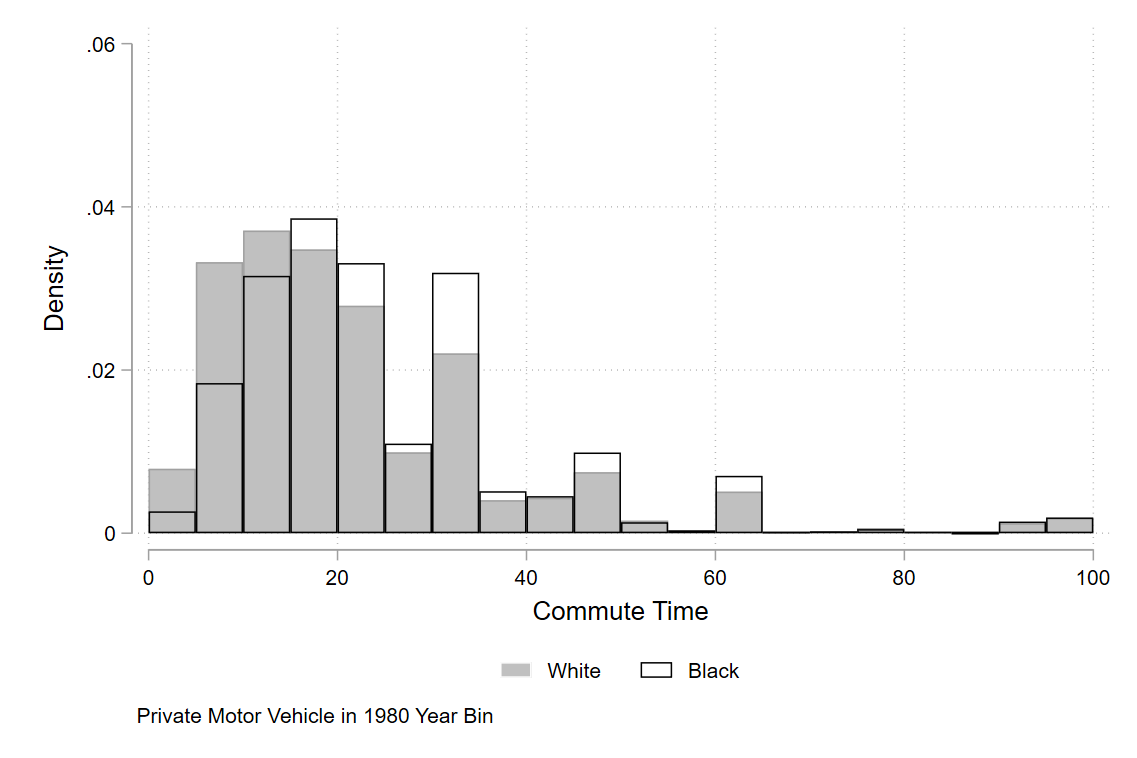 .06
.04
.02
0
Density
0 20 40 60 80 100
Commute Time
White Black
Private Motor Vehicle in 1980 Year Bin